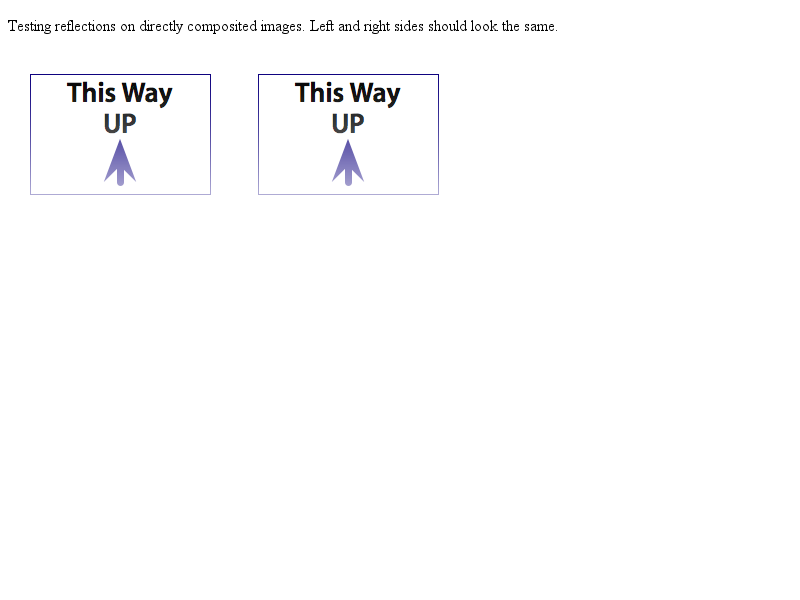 Testing reflections on directly composited images. Left and right sides should look the same.
This Way
UP
This Way
UP